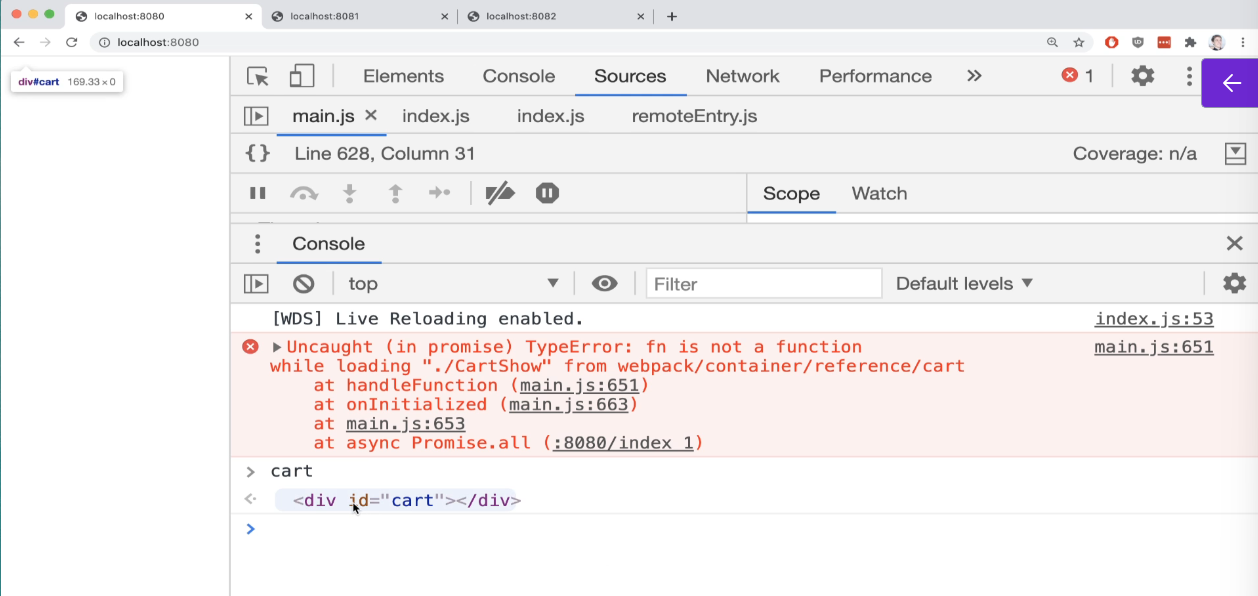 localhost:8080 localhost:8081 localhost:8082
localhost:8080
div#cart 169.33 × 0
Elements Console Sources Network Performance » 1
main.js × index.js index.js remoteEntry.js
{} Line 628, Column 31 Coverage: n/a
Scope Watch
Console
top Filter Default levels
[WDS] Live Reloading enabled. index.js:53
Uncaught (in promise) TypeError: fn is not a function main.js:651
while loading "./CartShow" from webpack/container/reference/cart
at handleFunction (main.js:651)
at onInitialized (main.js:663)
at main.js:653
at async Promise.all (:8080/index 1)
> cart
<div id="cart"></div>
>